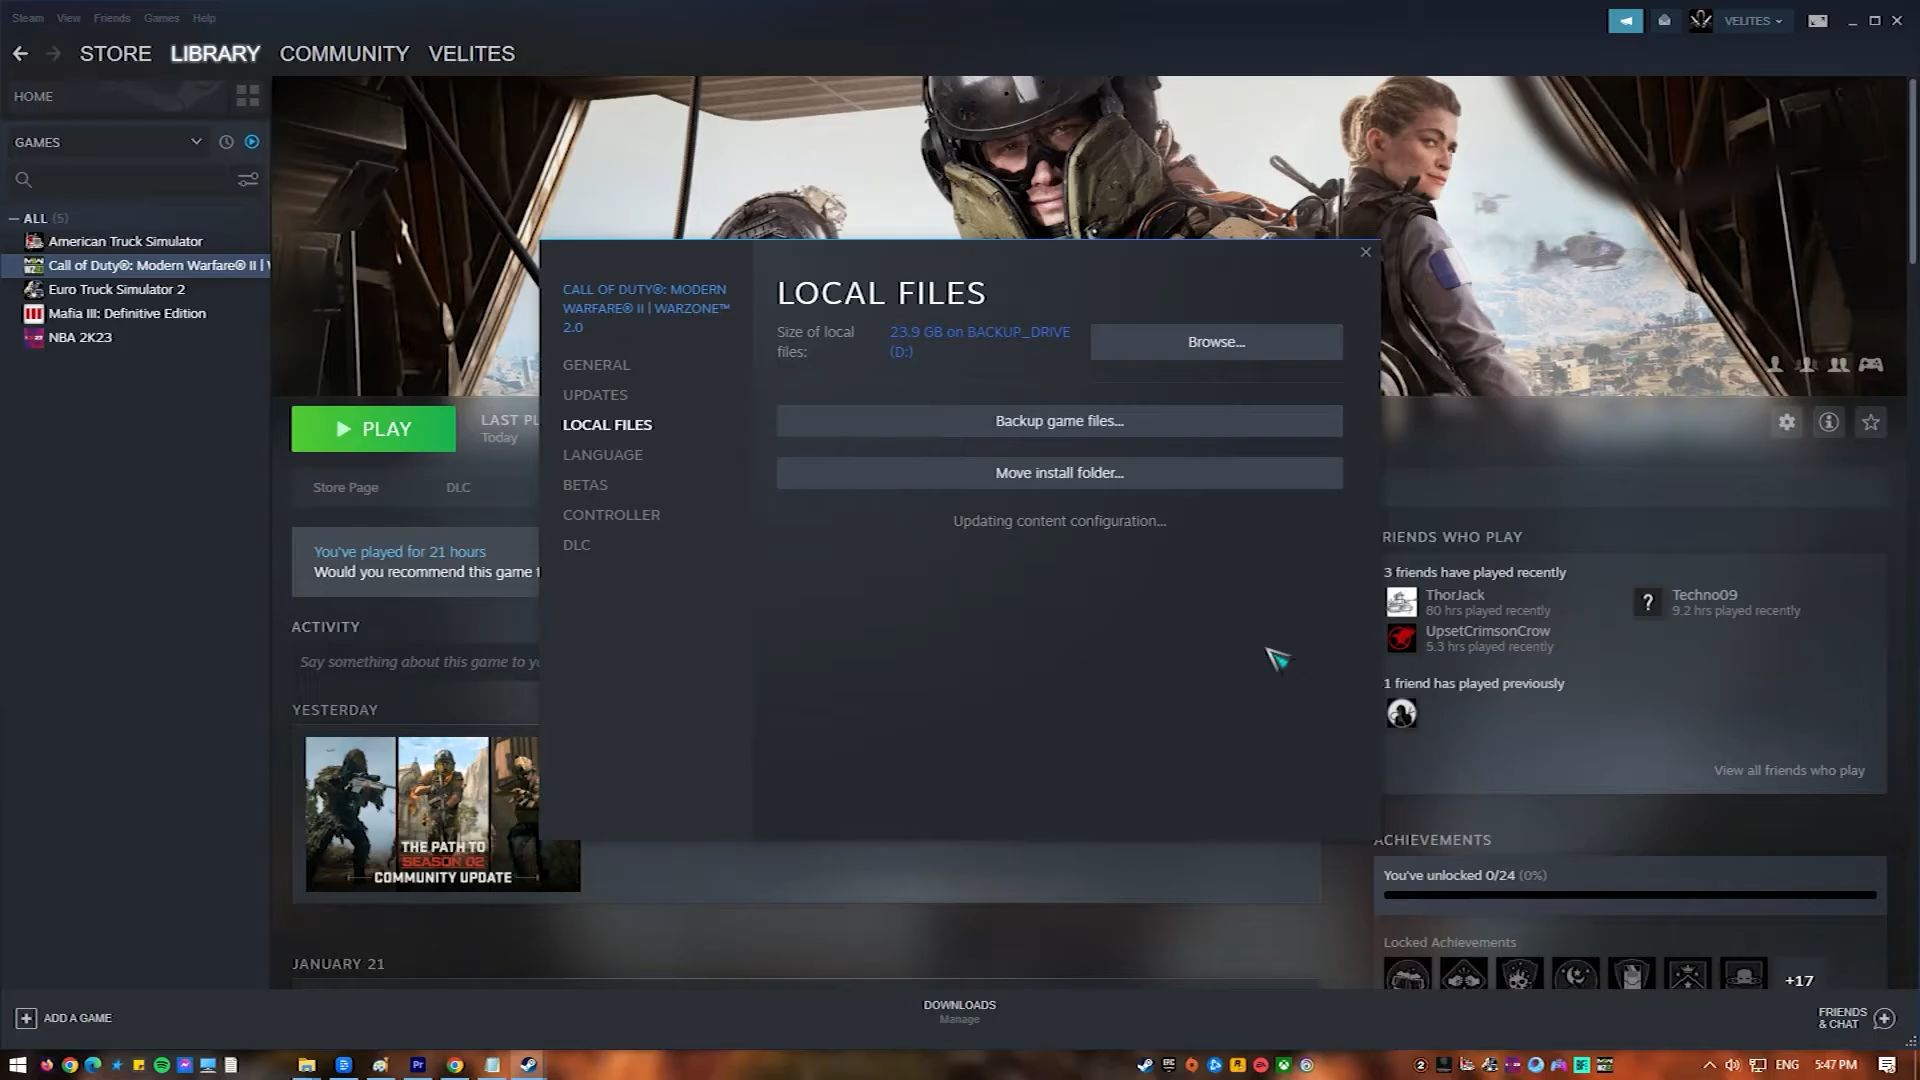 Steam View Friends Games Help
VELITES
STORE LIBRARY COMMUNITY VELITES
HOME
GAMES
ALL (5)
American Truck Simulator
Call of Duty®: Modern Warfare® II |
Euro Truck Simulator 2
Mafia III: Definitive Edition
NBA 2K23
CALL OF DUTY®: MODERN
WARFARE® II | WARZONE™
2.0
GENERAL
UPDATES
LOCAL FILES
LANGUAGE
BETAS
CONTROLLER
DLC
LOCAL FILES
Size of local
files:
23.9 GB on BACKUP_DRIVE
(D:)
Browse...
Backup game files...
Move install folder...
Updating content configuration...
PLAY
LAST PL
Today
Store Page DLC
You've played for 21 hours
Would you recommend this game t
ACTIVITY
Say something about this game to yo
YESTERDAY
THE PATH TO
SEASON 02
COMMUNITY UPDATE
JANUARY 21
RIENDS WHO PLAY
3 friends have played recently
ThorJack
80 hrs played recently
Techno09
9.2 hrs played recently
UpsetCrimsonCrow
5.3 hrs played recently
1 friend has played previously
View all friends who play
ACHIEVEMENTS
You've unlocked 0/24 (0%)
Locked Achievements
+17
ADD A GAME
DOWNLOADS
Manage
FRIENDS
& CHAT
Pr
ENG
5:47 PM